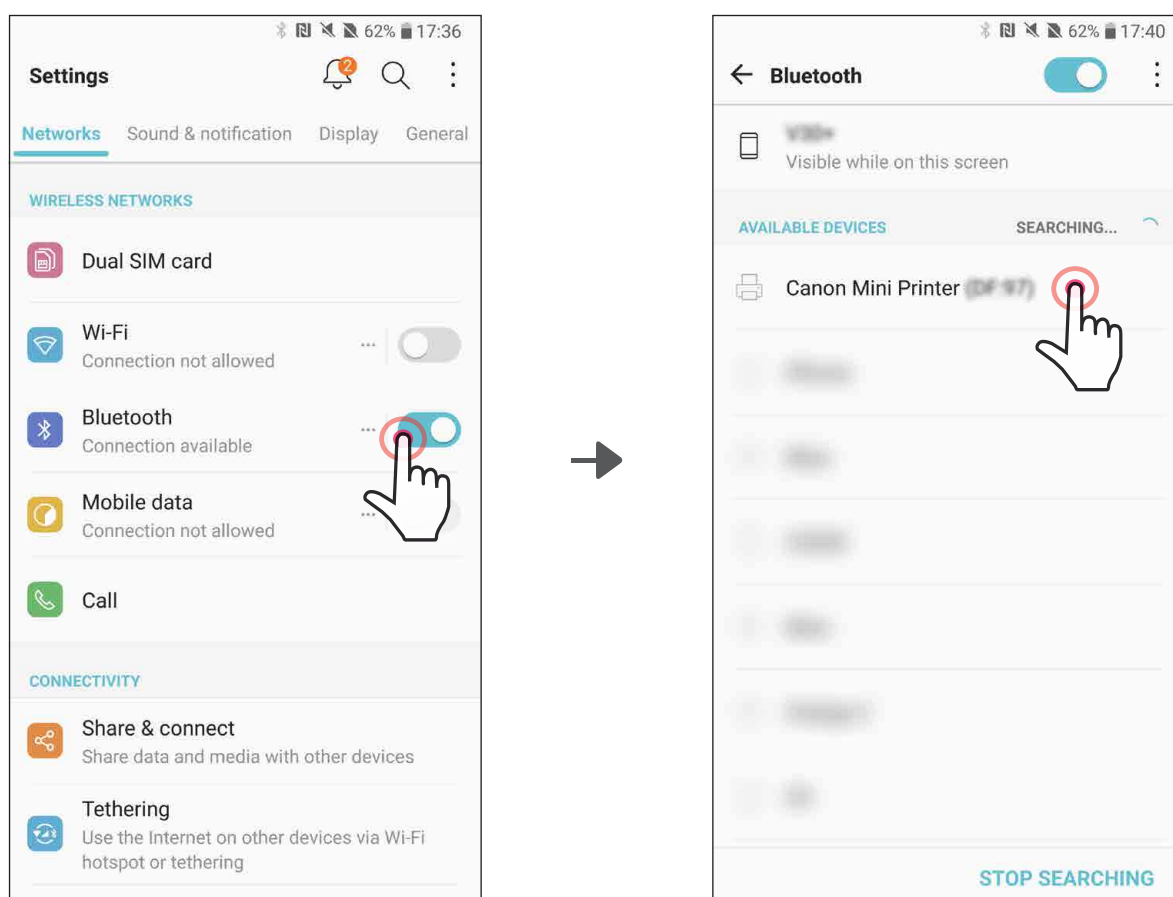 62% 17:36
Settings
2
Networks Sound & notification Display General
WIRELESS NETWORKS
Dual SIM card
Wi-Fi
Connection not allowed
Bluetooth
Connection available
Mobile data
Connection not allowed
Call
CONNECTIVITY
Share & connect
Share data and media with other devices
Tethering
Use the Internet on other devices via Wi-Fi
hotspot or tethering
62% 17:40
Bluetooth
Visible while on this screen
AVAILABLE DEVICES SEARCHING...
Canon Mini Printer
STOP SEARCHING